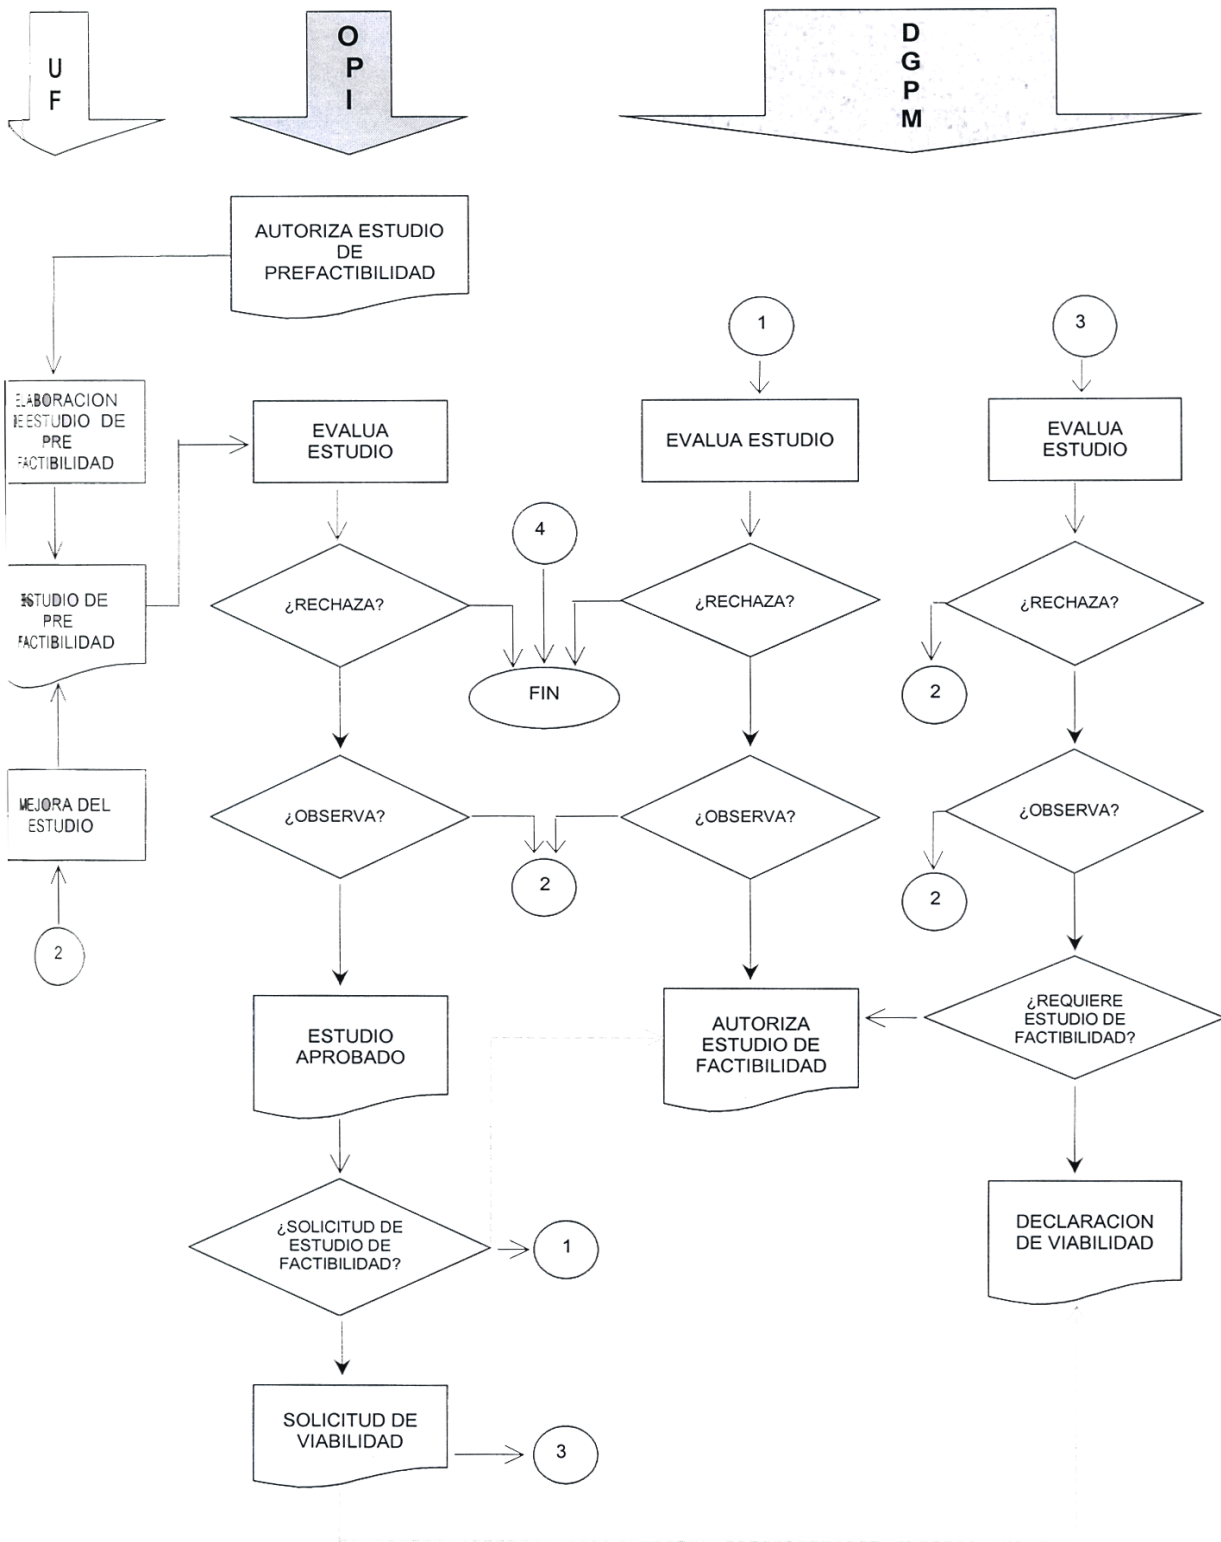 U
F
O
P
I
D
G
P
M
AUTORIZA ESTUDIO
DE
PREFACTIBILIDAD
1
3
ELABORACION
DE ESTUDIO DE
PRE
FACTIBILIDAD
EVALUA
ESTUDIO
EVALUA ESTUDIO
EVALUA
ESTUDIO
4
ESTUDIO DE
PRE
FACTIBILIDAD
¿RECHAZA?
¿RECHAZA?
¿RECHAZA?
FIN
2
MEJORA DEL
ESTUDIO
¿OBSERVA?
¿OBSERVA?
¿OBSERVA?
2
2
2
ESTUDIO
APROBADO
AUTORIZA
ESTUDIO DE
FACTIBILIDAD
¿REQUIERE
ESTUDIO DE
FACTIBILIDAD?
¿SOLICITUD DE
ESTUDIO DE
FACTIBILIDAD?
1
DECLARACION
DE VIABILIDAD
SOLICITUD DE
VIABILIDAD
3